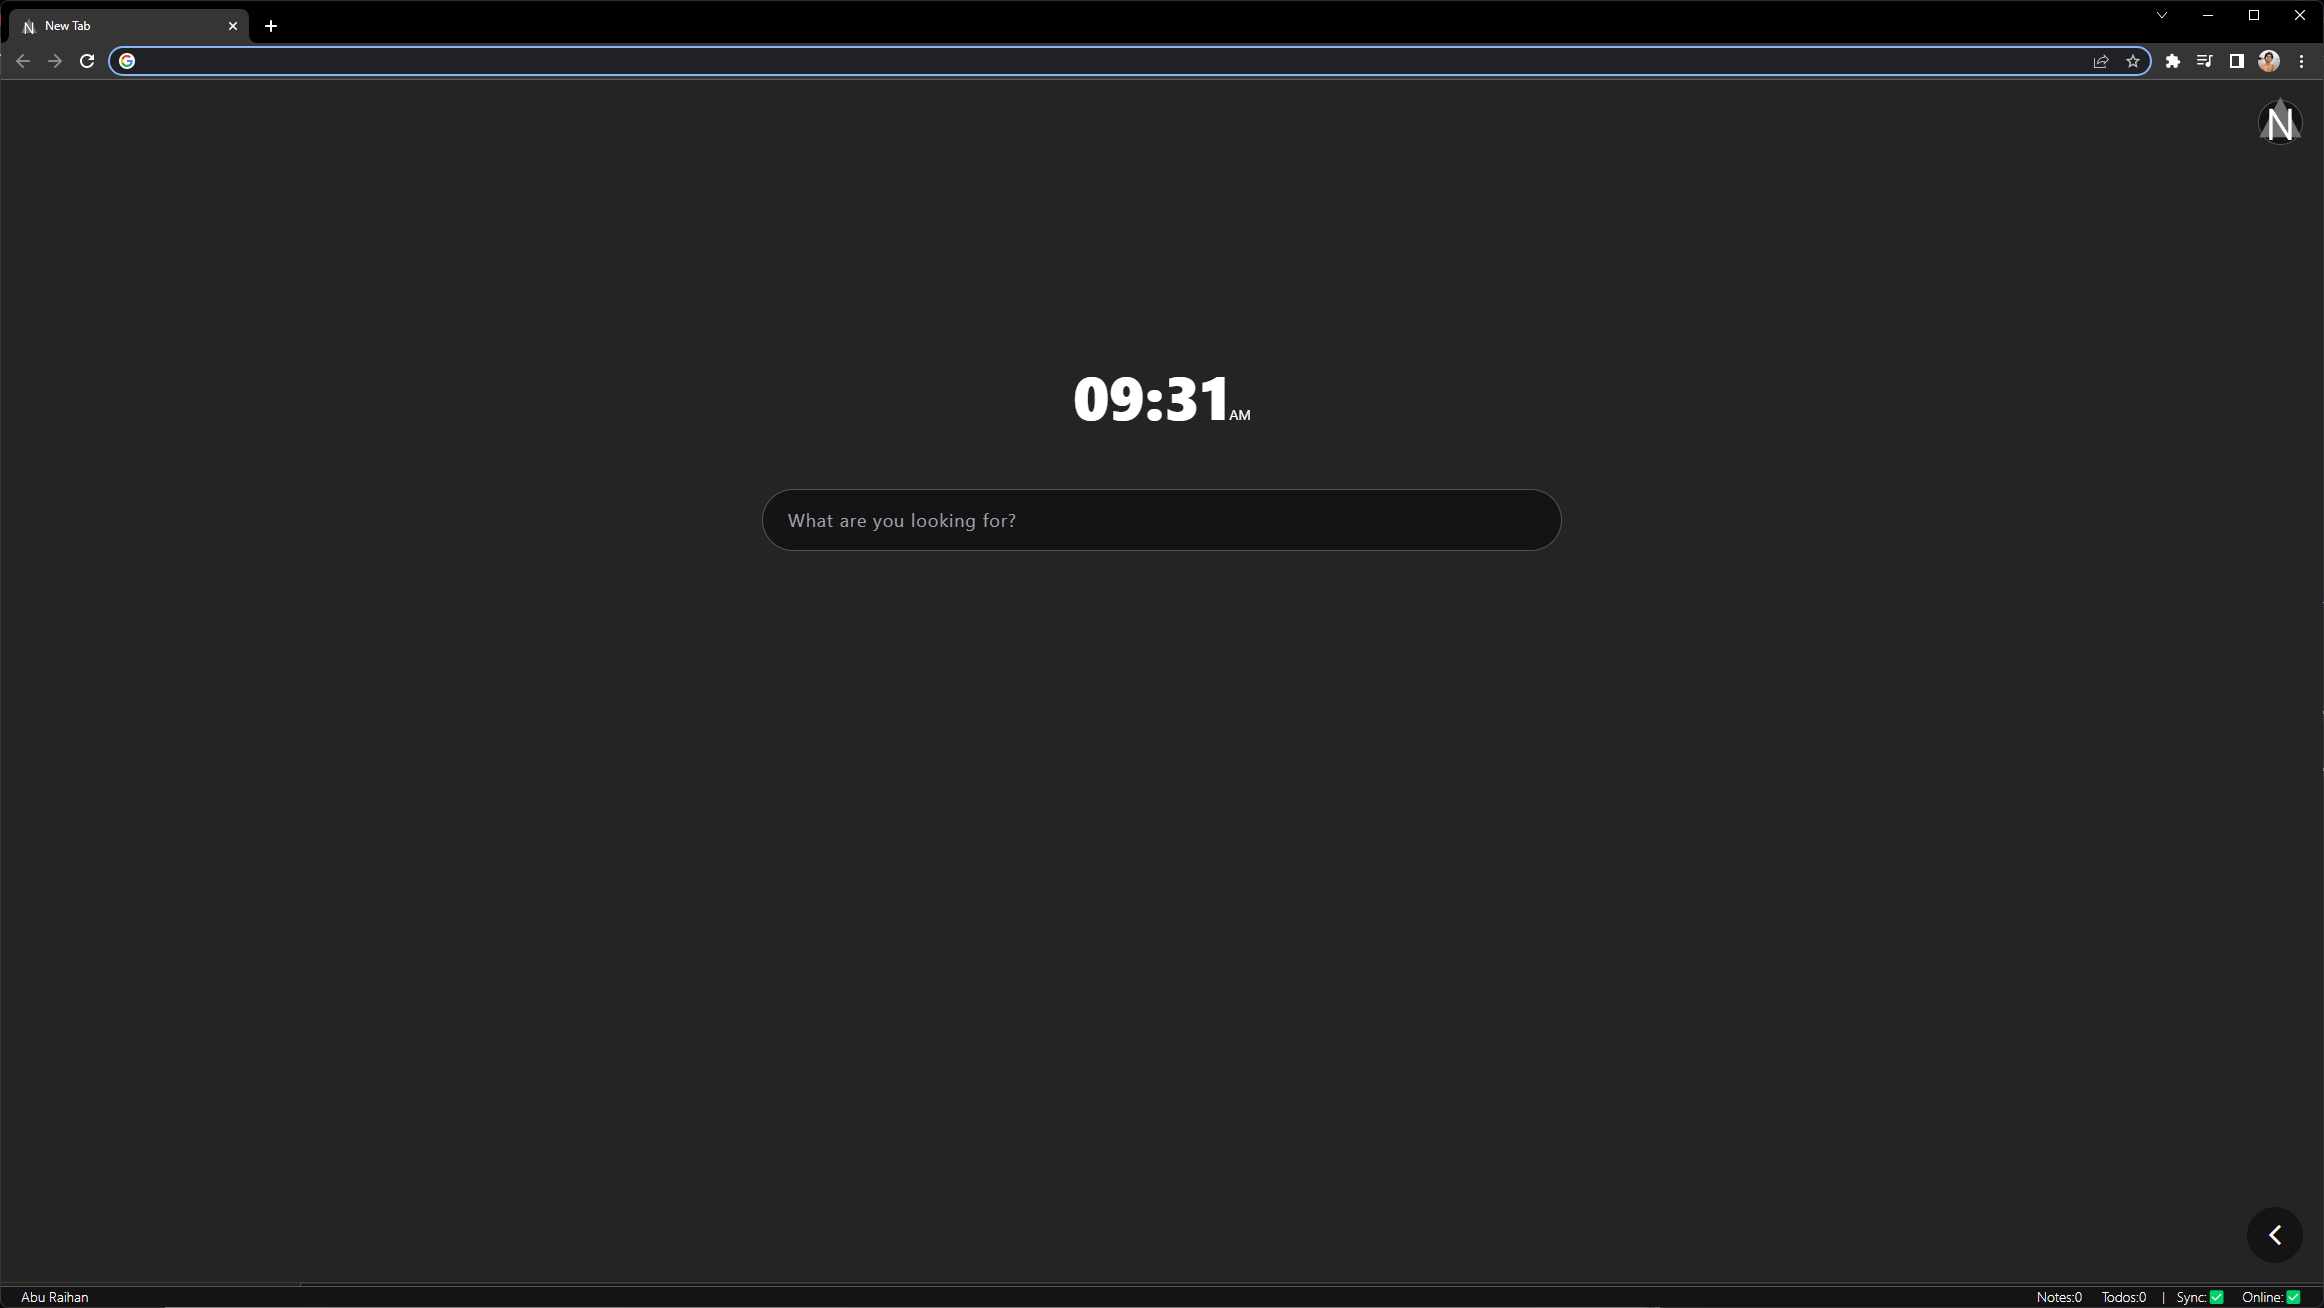 New Tab
N
09:31 AM
What are you looking for?
Abu Raihan
Notes:0 Todos:0 | Sync:✅ Online:✅